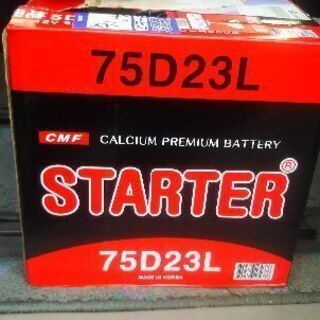 75D23L
CMF CALCIUM PREMIUM BATTERY
STARTER®
75D23L
MADE IN KOREA